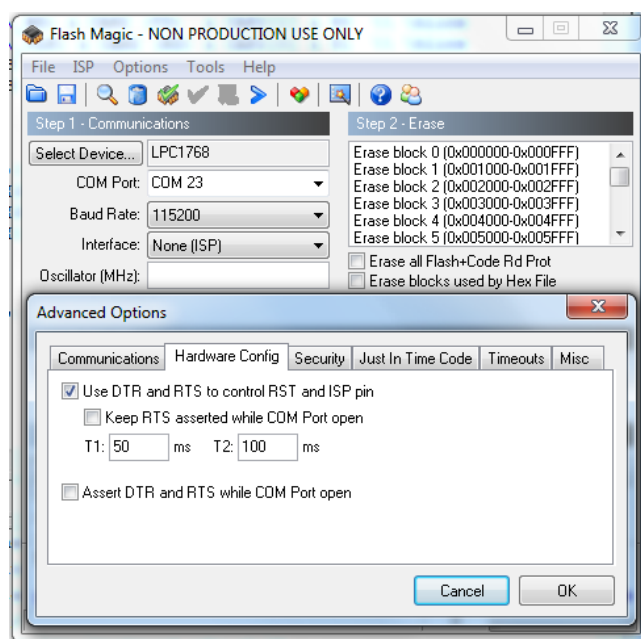 Flash Magic - NON PRODUCTION USE ONLY
File ISP Options Tools Help
Step 1 - Communications
Step 2 - Erase
Select Device... LPC1768
COM Port: COM 23
Baud Rate: 115200
Interface: None (ISP)
Oscillator (MHz):
Erase block 0 (0x000000-0x000FFF)
Erase block 1 (0x001000-0x001FFF)
Erase block 2 (0x002000-0x002FFF)
Erase block 3 (0x003000-0x003FFF)
Erase block 4 (0x004000-0x004FFF)
Erase block 5 (0x005000-0x005FFF)
Erase all Flash+Code Rd Prot
Erase blocks used by Hex File
Advanced Options
Communications Hardware Config Security Just In Time Code Timeouts Misc
Use DTR and RTS to control RST and ISP pin
Keep RTS asserted while COM Port open
T1: 50 ms T2: 100 ms
Assert DTR and RTS while COM Port open
Cancel OK